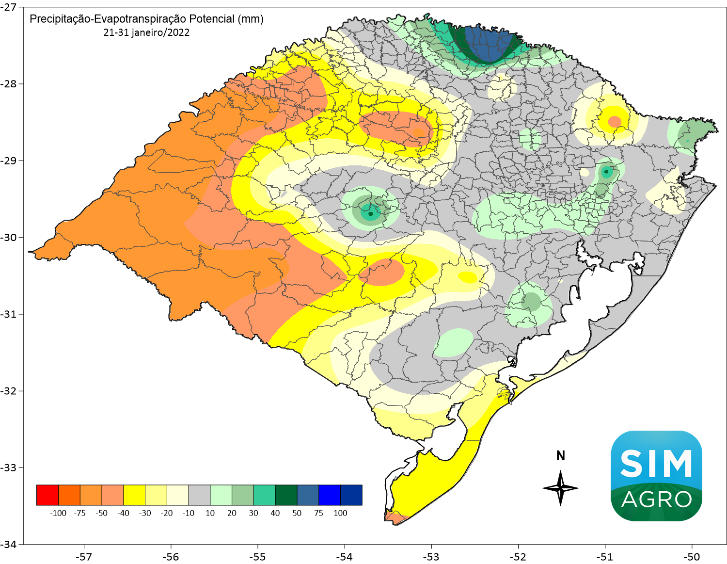 Precipitação-Evapotranspiração Potencial (mm)
21-31 janeiro/2022
-27
-28
-29
-30
-31
-32
-33
-34
N
SIM
AGRO
-100 -75 -50 -40 -30 -20 -10 10 20 30 40 50 75 100
-57 -56 -55 -54 -53 -52 -51 -50